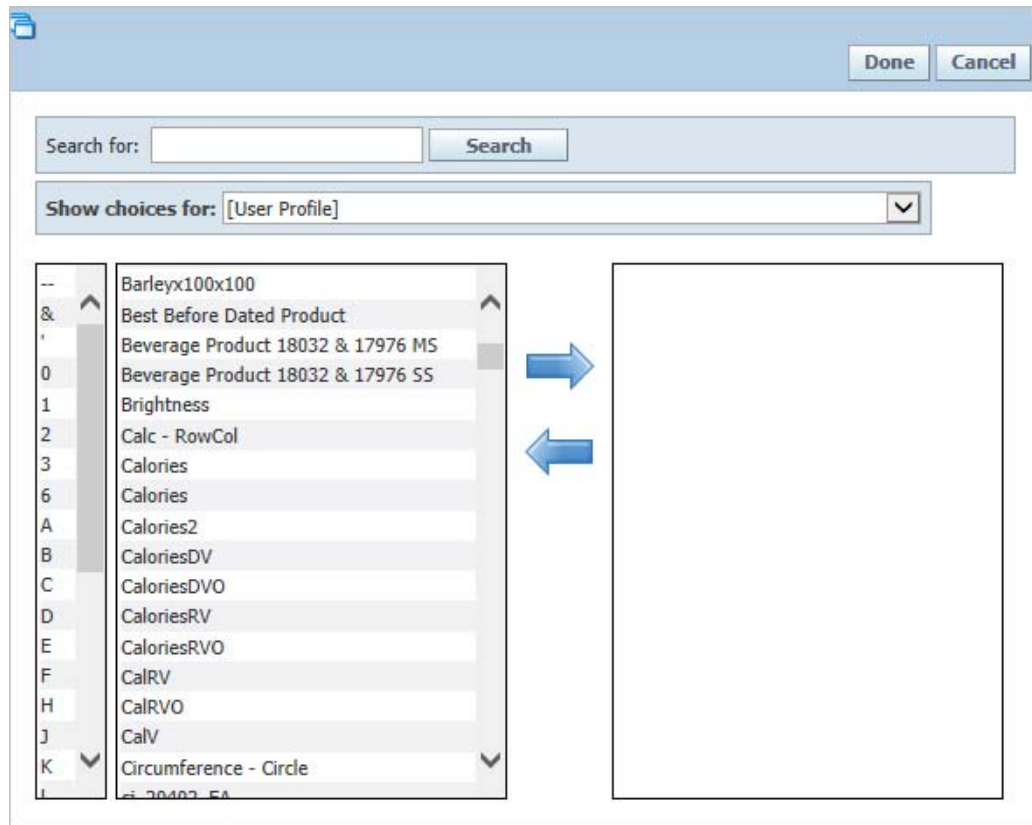 Done Cancel
Search for: Search
Show choices for: [User Profile]
--
&
'
0
1
2
3
6
A
B
C
D
E
F
H
J
K
Barleyx100x100
Best Before Dated Product
Beverage Product 18032 & 17976 MS
Beverage Product 18032 & 17976 SS
Brightness
Calc - RowCol
Calories
Calories
Calories2
CaloriesDV
CaloriesDVO
CaloriesRV
CaloriesRVO
CalRV
CalRVO
CalV
Circumference - Circle